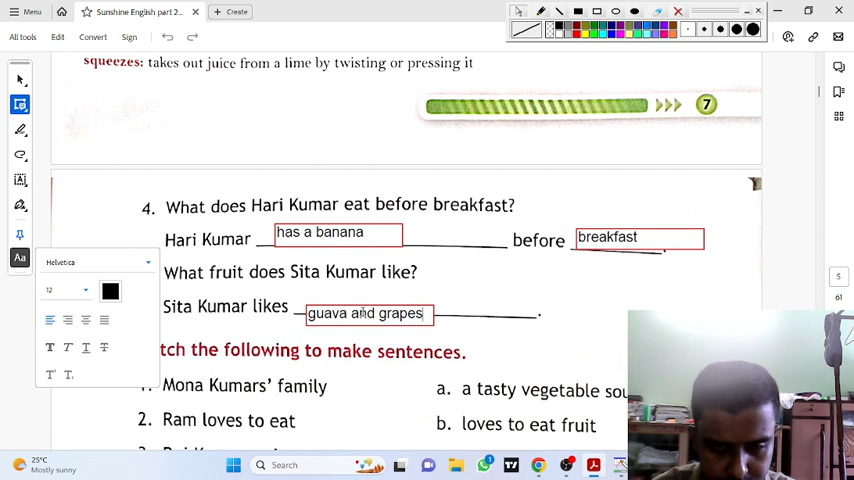 Menu
Sunshine English part 2...
Create
All tools
Edit
Convert
Sign
squeezes: takes out juice from a lime by twisting or pressing it
7
4. What does Hari Kumar eat before breakfast?
Hari Kumar has a banana before breakfast.
What fruit does Sita Kumar like?
Sita Kumar likes guava and grapes.
tch the following to make sentences.
Mona Kumars' family
a. a tasty vegetable sou
2. Ram loves to eat
b. loves to eat fruit
Helvetica
12
5
61
25°C
Mostly sunny
Search